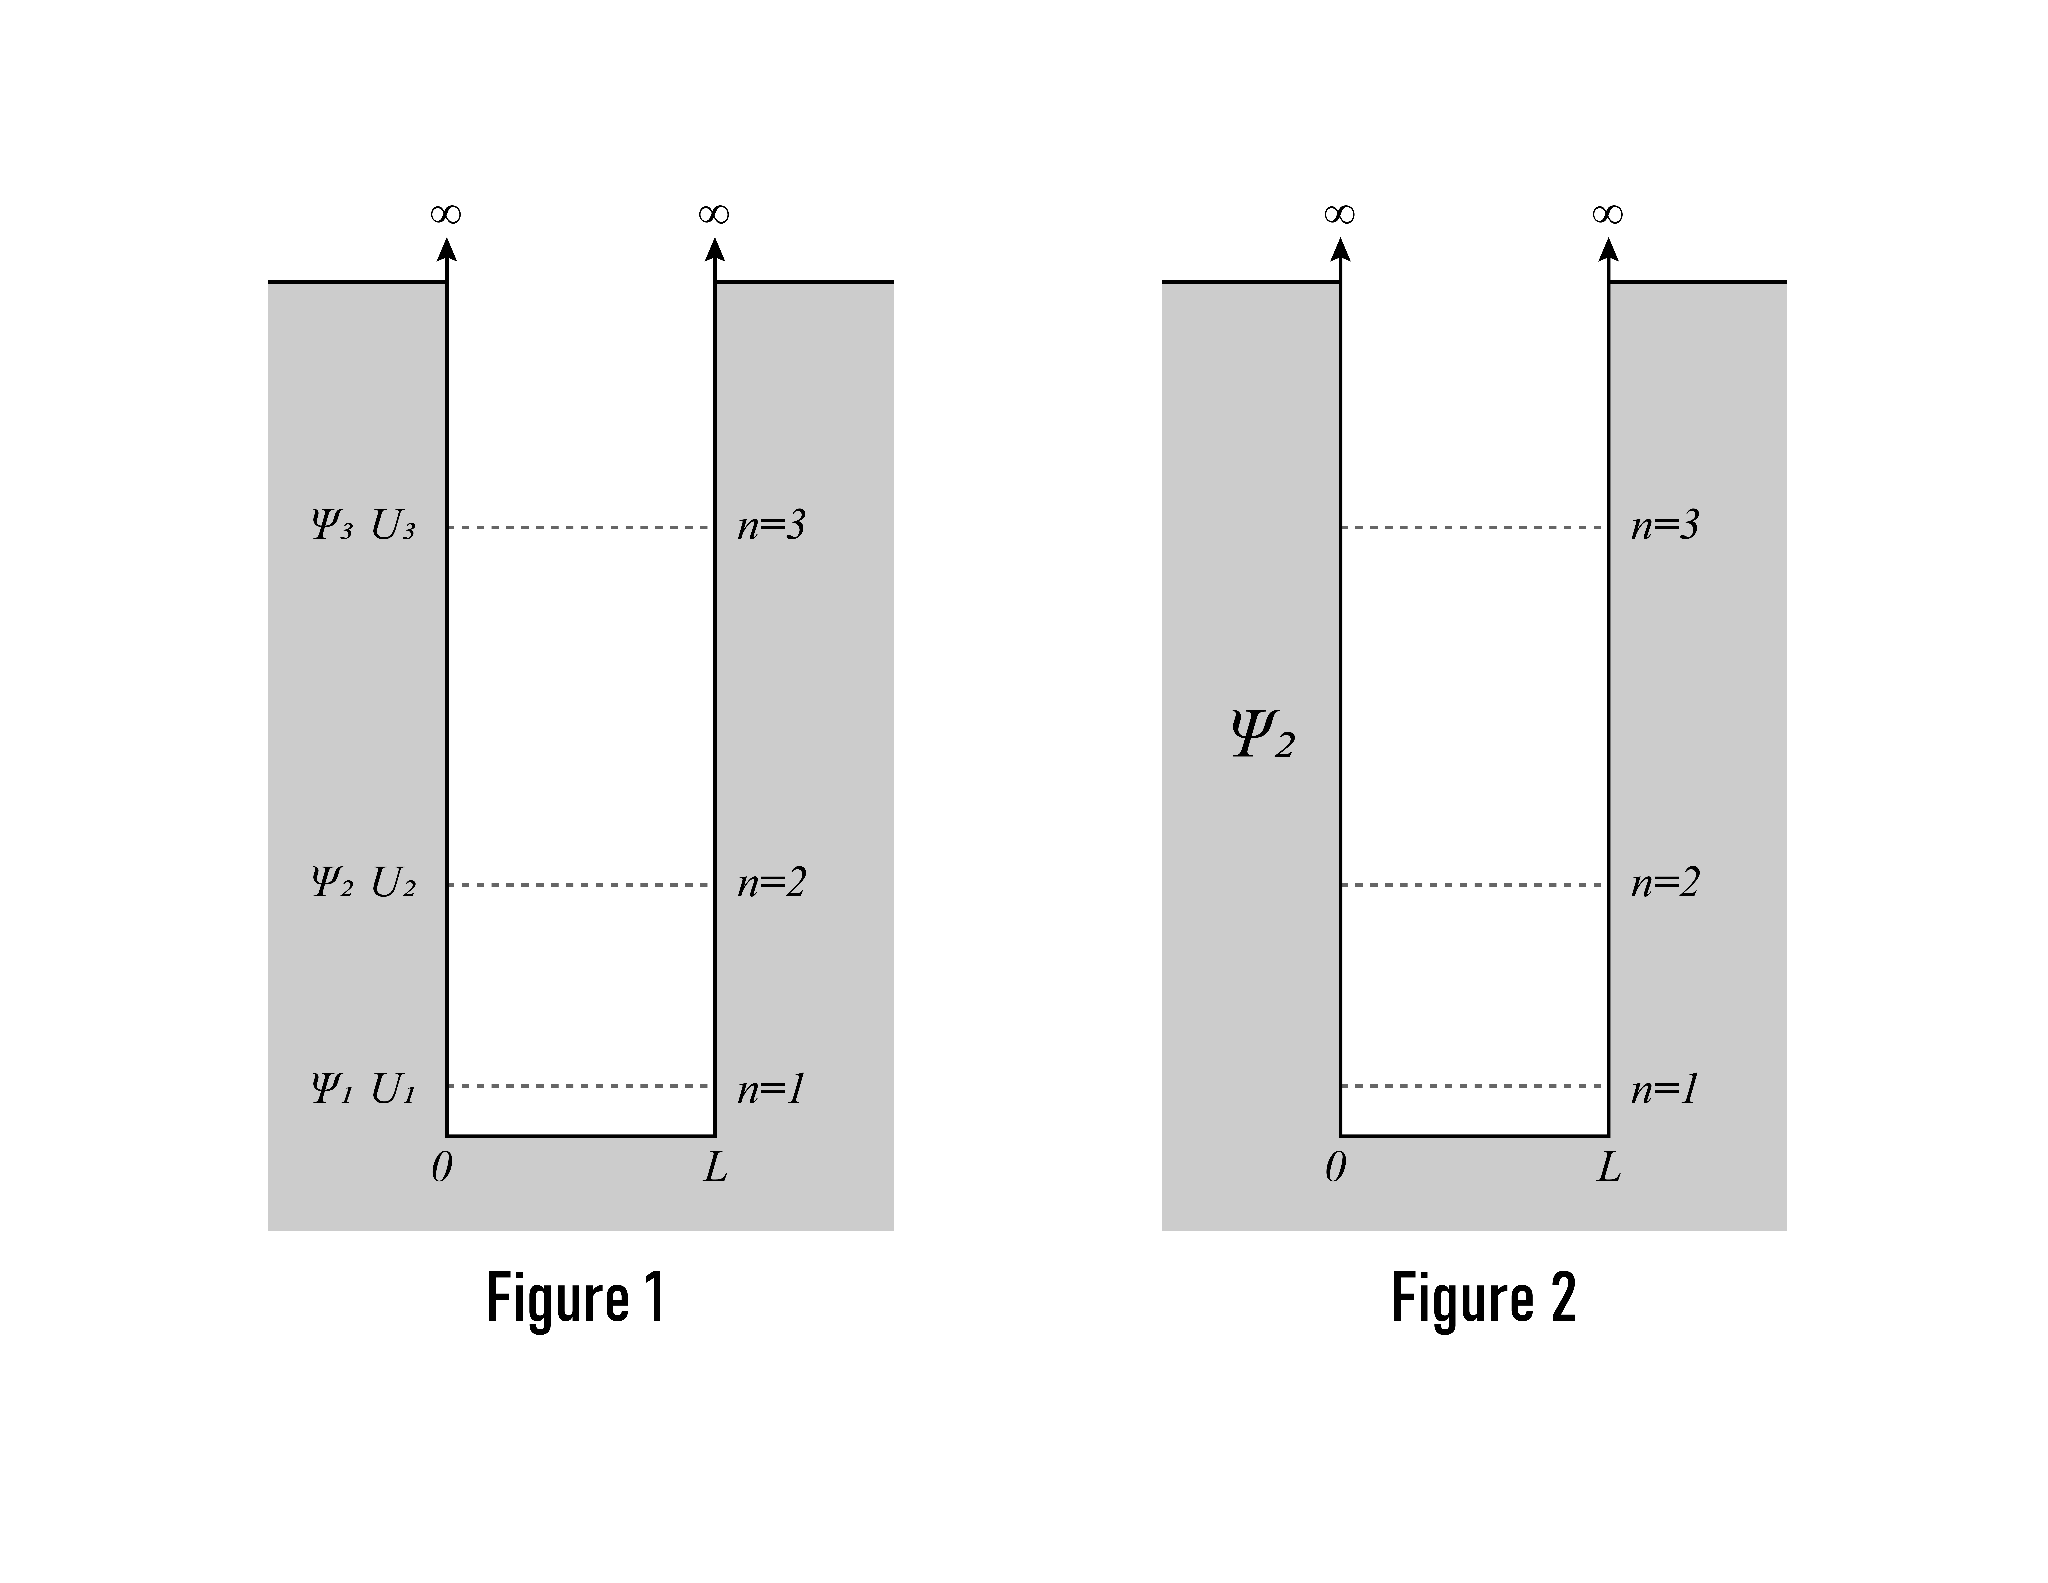 ∞ ∞
Ψ₃ U₃ n=3
Ψ₂ U₂ n=2
Ψ₁ U₁ n=1
0 L
Figure 1
∞ ∞
n=3
Ψ₂
n=2
n=1
0 L
Figure 2